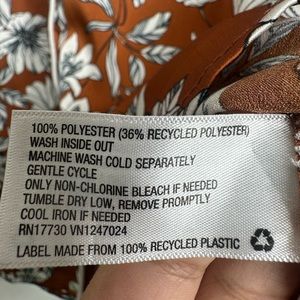 100% POLYESTER (36% RECYCLED POLYESTER)
WASH INSIDE OUT
MACHINE WASH COLD SEPARATELY
GENTLE CYCLE
ONLY NON-CHLORINE BLEACH IF NEEDED
TUMBLE DRY LOW, REMOVE PROMPTLY
COOL IRON IF NEEDED
RN17730 VN1247024
LABEL MADE FROM 100% RECYCLED PLASTIC